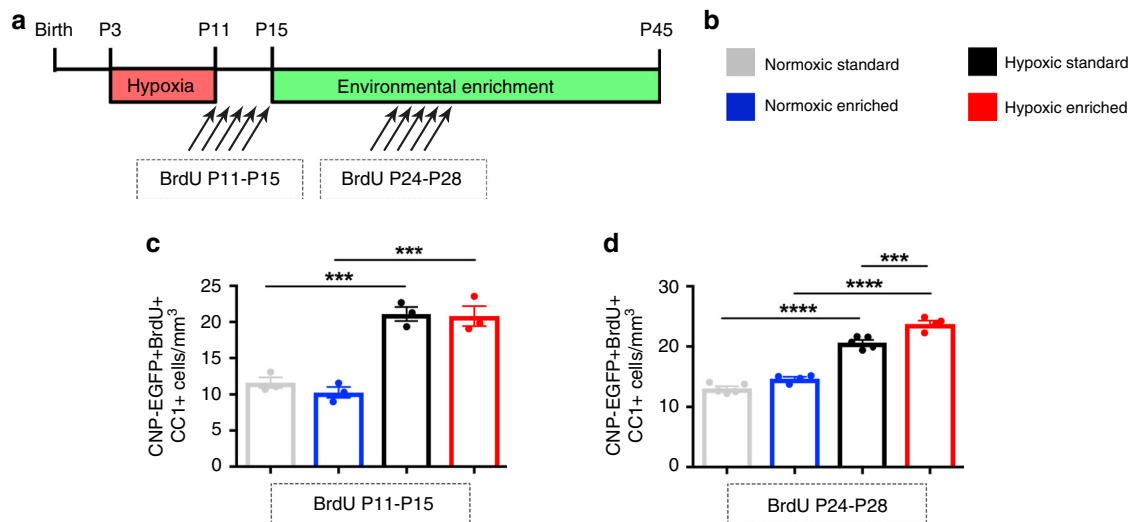 a
Birth P3 P11 P15 P45
Hypoxia
Environmental enrichment
BrdU P11-P15
BrdU P24-P28
b
Normoxic standard
Hypoxic standard
Normoxic enriched
Hypoxic enriched
c
***
***
CNP-EGFP+BrdU+
CC1+ cells/mm³
25
20
15
10
5
0
BrdU P11-P15
d
***
****
****
CNP-EGFP+BrdU+
CC1+ cells/mm³
30
20
10
0
BrdU P24-P28